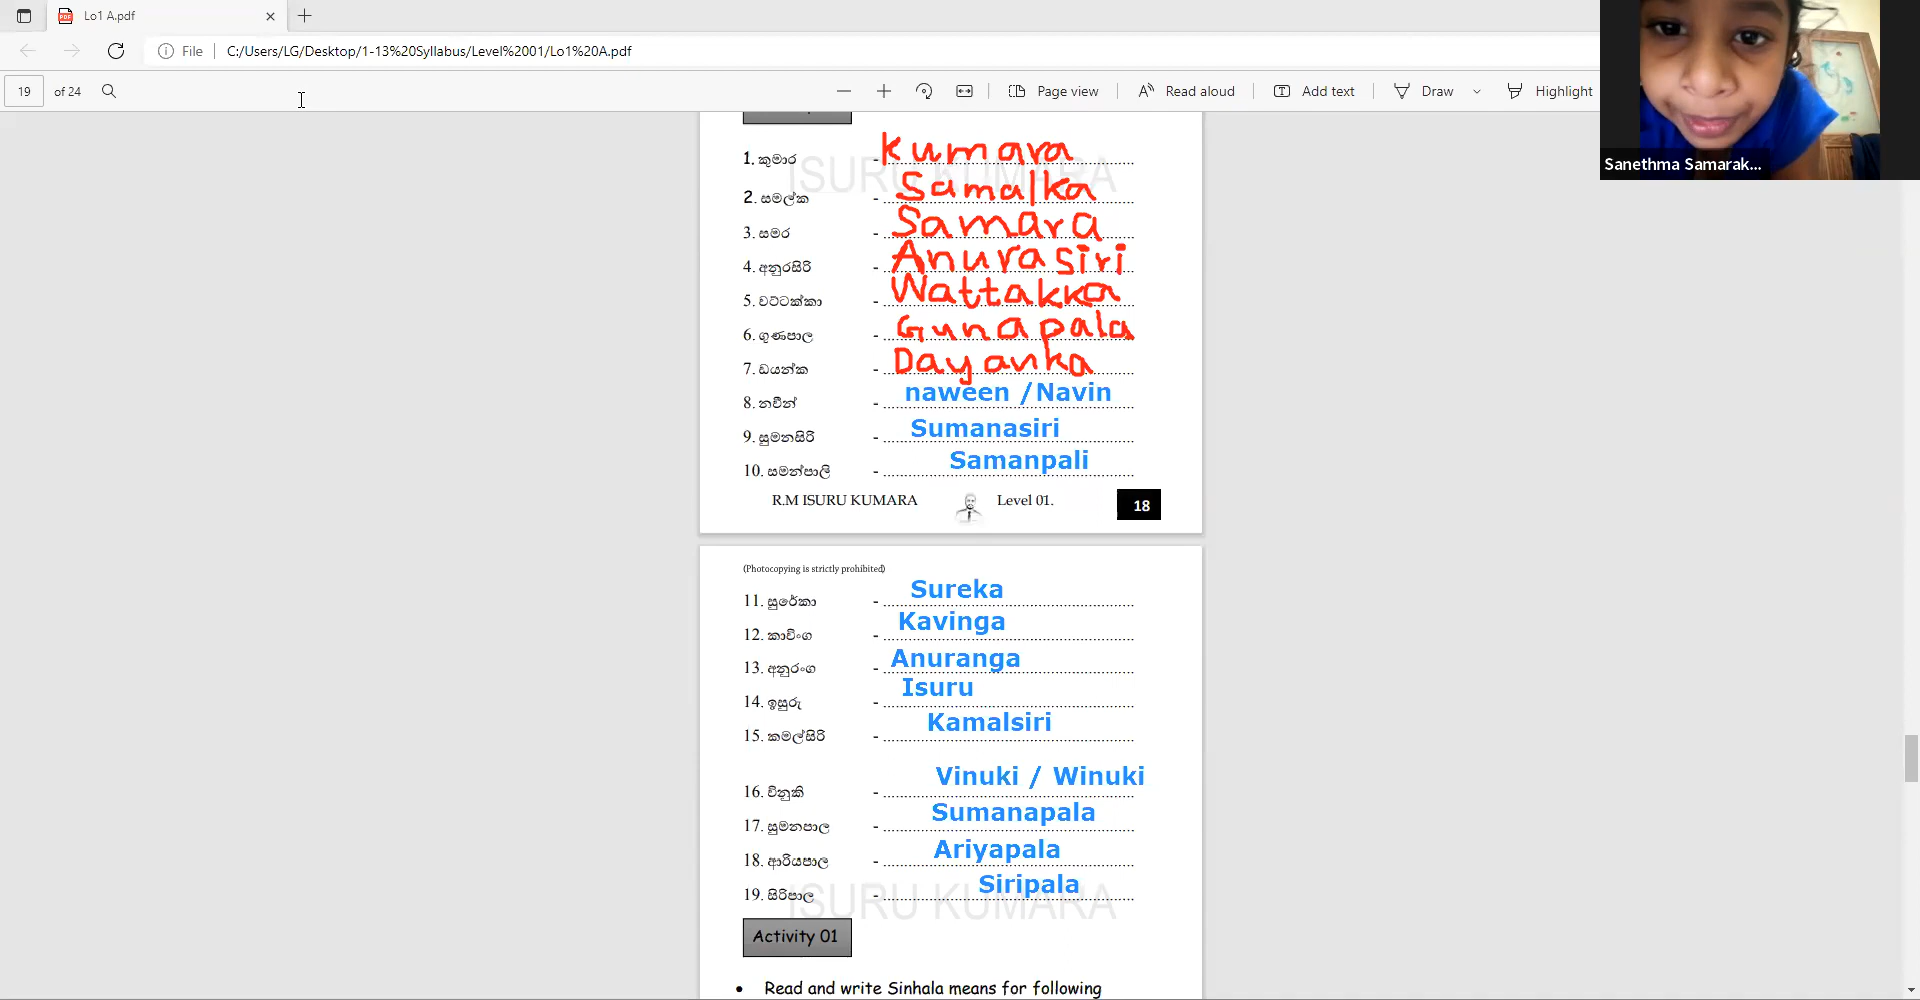 Lo1 A.pdf
File C:/Users/LG/Desktop/1-13%20Syllabus/Level%2001/Lo1%20A.pdf
19 of 24 Page view Read aloud Add text Draw Highlight
Sanethma Samarak...
ISURU KUMARA
1. කුමාර - Kumara
2. සමල්ක - Samalka
3. සමර - Samara
4. අනුරසිරි - Anurasiri
5. වට්ටක්කා - Wattakka
6. ගුණපාල - Gunapala
7. ඩයන්ක - Dayanka
8. නවීන් - naween /Navin
9. සුමනසිරි - Sumanasiri
10. සමන්පාලි - Samanpali
R.M ISURU KUMARA Level 01. 18
(Photocopying is strictly prohibited)
11. සුරේකා - Sureka
12. කාවිංග - Kavinga
13. අනුරංග - Anuranga
14. ඉසුරු - Isuru
15. කමල්සිරි - Kamalsiri
16. විනුකි - Vinuki / Winuki
17. සුමනපාල - Sumanapala
18. ආරියපාල - Ariyapala
19. සිරිපාල - Siripala
ISURU KUMARA
Activity 01
• Read and write Sinhala means for following